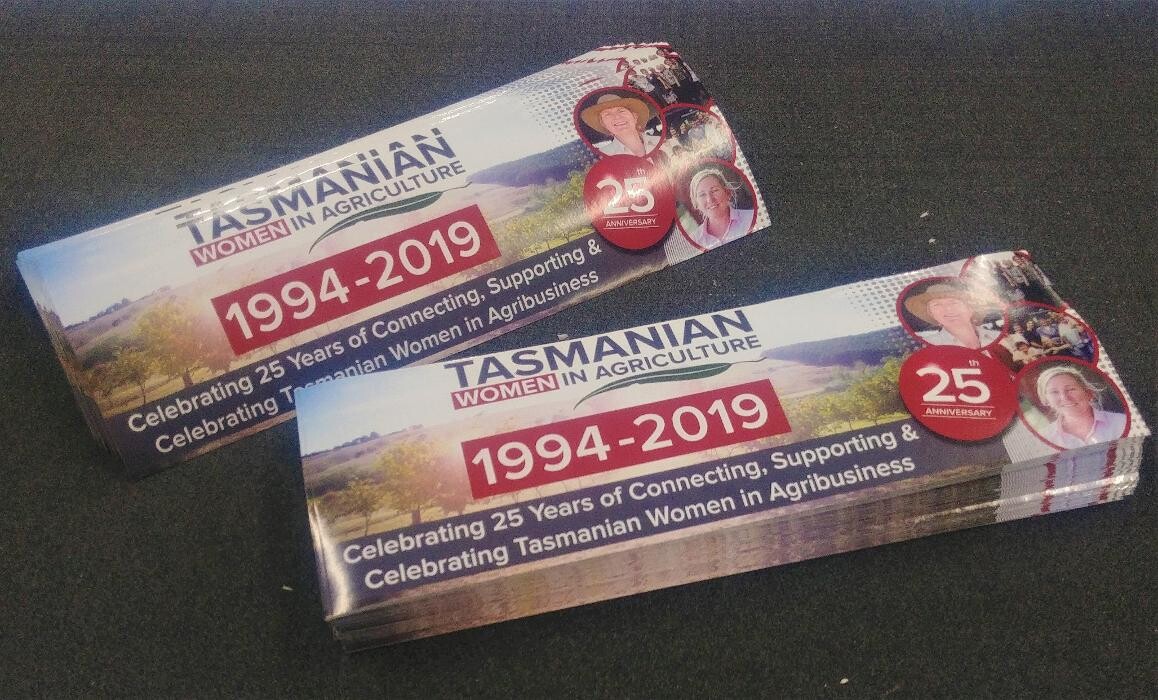 TASMANIAN
WOMEN IN AGRICULTURE
1994-2019
Celebrating 25 Years of Connecting, Supporting &
Celebrating Tasmanian Women in Agribusiness
25th
ANNIVERSARY
TASMANIAN
WOMEN IN AGRICULTURE
1994-2019
Celebrating 25 Years of Connecting, Supporting &
Celebrating Tasmanian Women in Agribusiness
25th
ANNIVERSARY